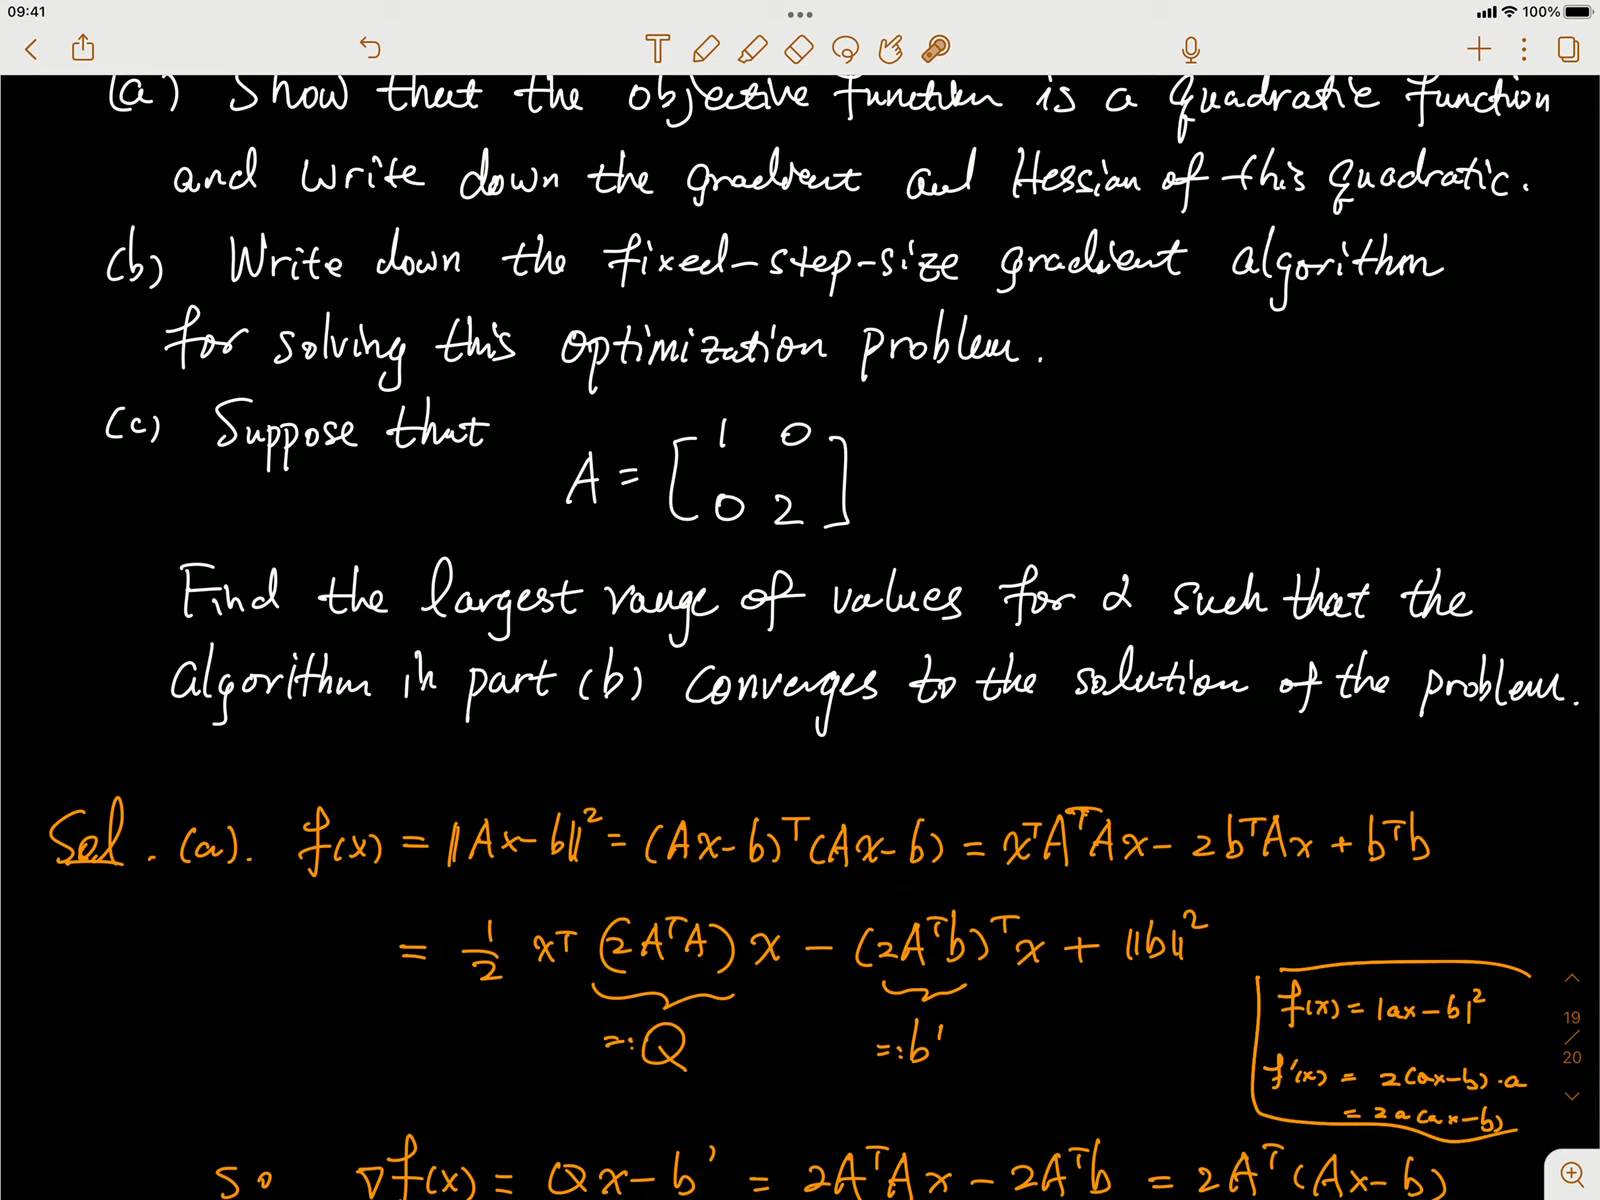 09:41
100%
(a) Show that the objective function is a quadratic function
and write down the gradient and Hessian of this quadratic.
(b) Write down the fixed-step-size gradient algorithm
for solving this optimization problem.
(c) Suppose that
A = [1 0
0 2]
Find the largest range of values for α such that the
algorithm in part (b) converges to the solution of the problem.
Sol. (a). f(x) = ||Ax-b||² = (Ax-b)ᵀ(Ax-b) = xᵀAᵀAx - 2bᵀAx + bᵀb
= 1/2 xᵀ (2AᵀA) x - (2Aᵀb)ᵀ x + ||b||²
=: Q =: b'
f(x) = |ax-b|²
f'(x) = 2(ax-b)·a
= 2a(ax-b)
19
/
20
so ∇f(x) = Qx - b' = 2AᵀAx - 2Aᵀb = 2Aᵀ(Ax-b)